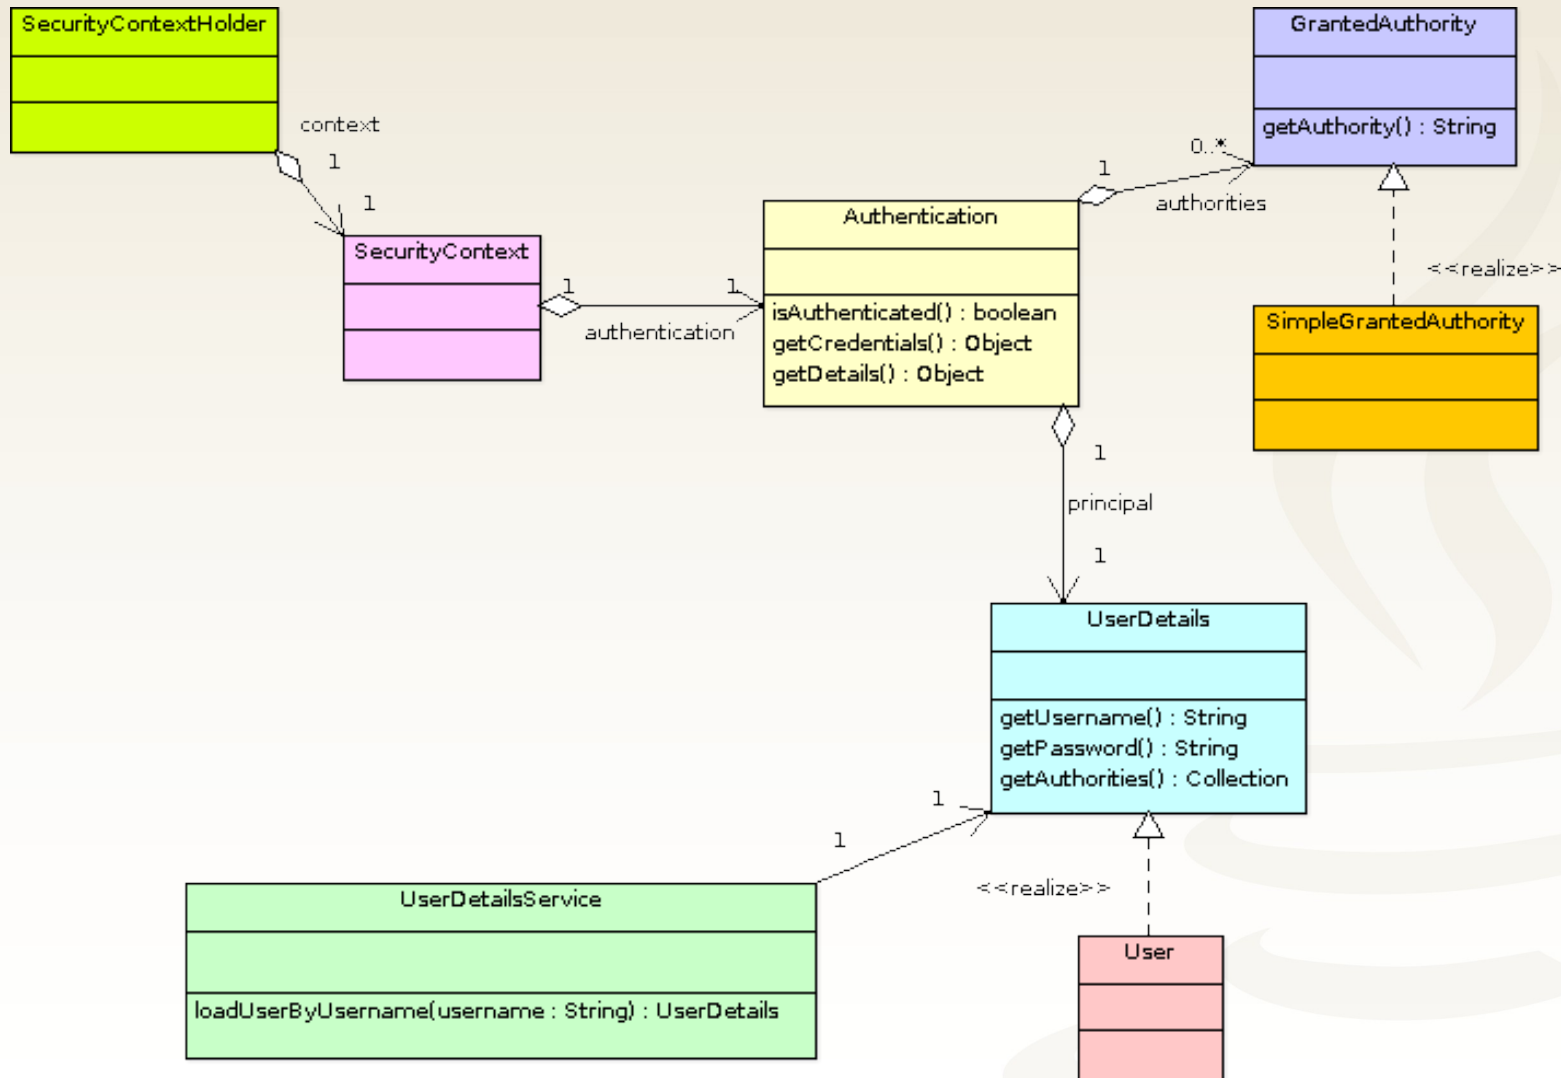 SecurityContextHolder
context
1
1
SecurityContext
1
1
authentication
Authentication
isAuthenticated() : boolean
getCredentials() : Object
getDetails() : Object
1
0..*
authorities
GrantedAuthority
getAuthority() : String
<<realize>>
SimpleGrantedAuthority
1
principal
1
UserDetails
getUsername() : String
getPassword() : String
getAuthorities() : Collection
1
1
UserDetailsService
loadUserByUsername(username : String) : UserDetails
<<realize>>
User